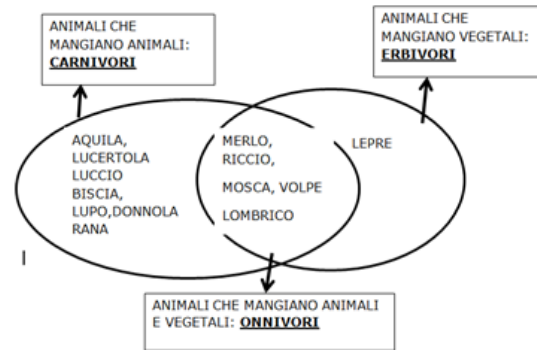 ANIMALI CHE
MANGIANO ANIMALI:
CARNIVORI
ANIMALI CHE
MANGIANO VEGETALI:
ERBIVORI
AQUILA,
LUCERTOLA
LUCCIO
BISCIA,
LUPO,DONNOLA
RANA
MERLO,
RICCIO,
MOSCA, VOLPE
LOMBRICO
LEPRE
ANIMALI CHE MANGIANO ANIMALI
E VEGETALI: ONNIVORI